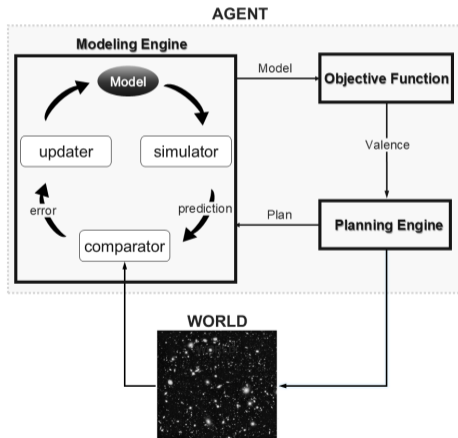 AGENT
Modeling Engine
Model
updater
simulator
error
prediction
comparator
Model
Objective Function
Valence
Plan
Planning Engine
WORLD